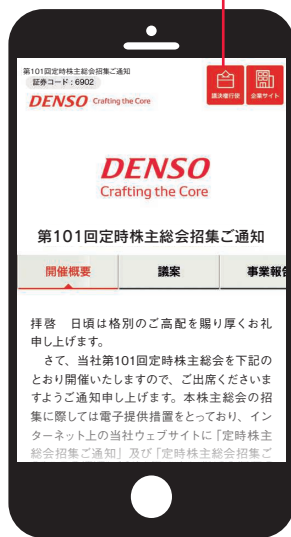 第101回定時株主総会招集ご通知
証券コード：6902
DENSO Crafting the Core
議決権行使
企業サイト
DENSO
Crafting the Core
第101回定時株主総会招集ご通知
開催概要
議案
事業報告
拝啓 日頃は格別のご高配を賜り厚くお礼
申し上げます。
さて、当社第101回定時株主総会を下記の
とおり開催いたしますので、ご出席くださいま
すようご通知申し上げます。本株主総会の招
集に際しては電子提供措置をとっており、イン
ターネット上の当社ウェブサイトに「定時株主
総会招集ご通知」及び「定時株主総会招集ご